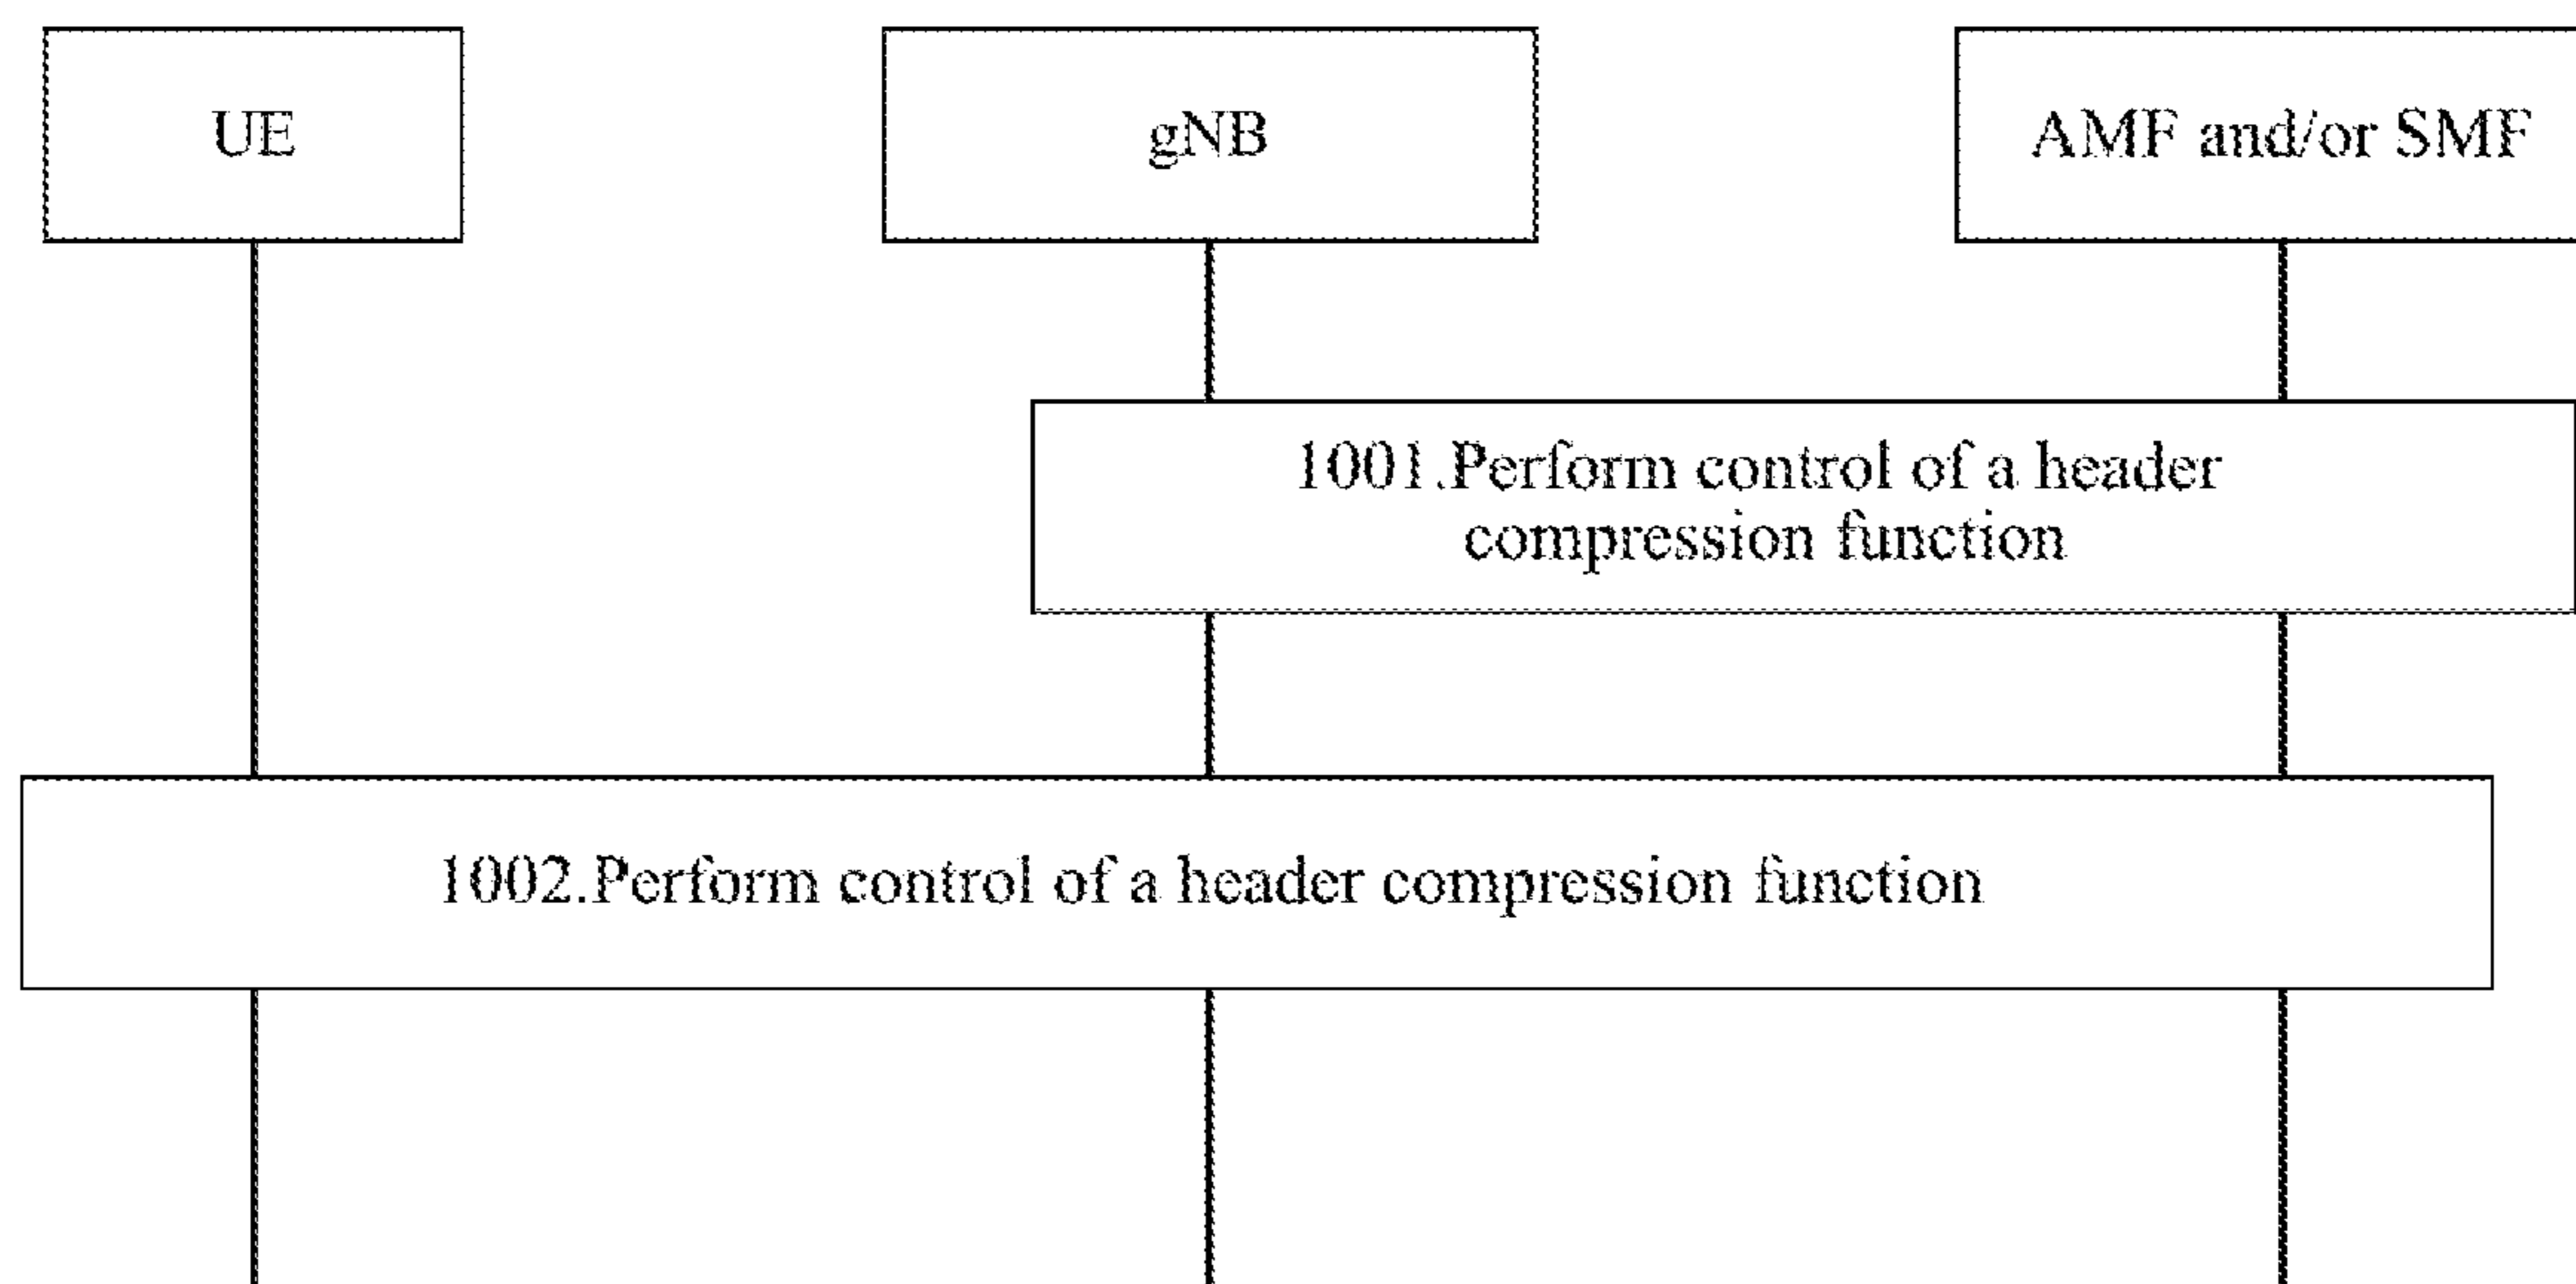 UE
gNB
AMF and/or SMF
1001.Perform control of a header
compression function
1002.Perform control of a header compression function